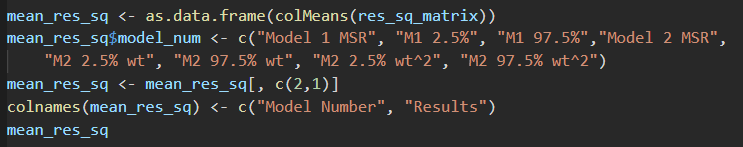 mean_res_sq <- as.data.frame(colMeans(res_sq_matrix))
mean_res_sq$model_num <- c("Model 1 MSR", "M1 2.5%", "M1 97.5%","Model 2 MSR",
"M2 2.5% wt", "M2 97.5% wt", "M2 2.5% wt^2", "M2 97.5% wt^2")
mean_res_sq <- mean_res_sq[, c(2,1)]
colnames(mean_res_sq) <- c("Model Number", "Results")
mean_res_sq